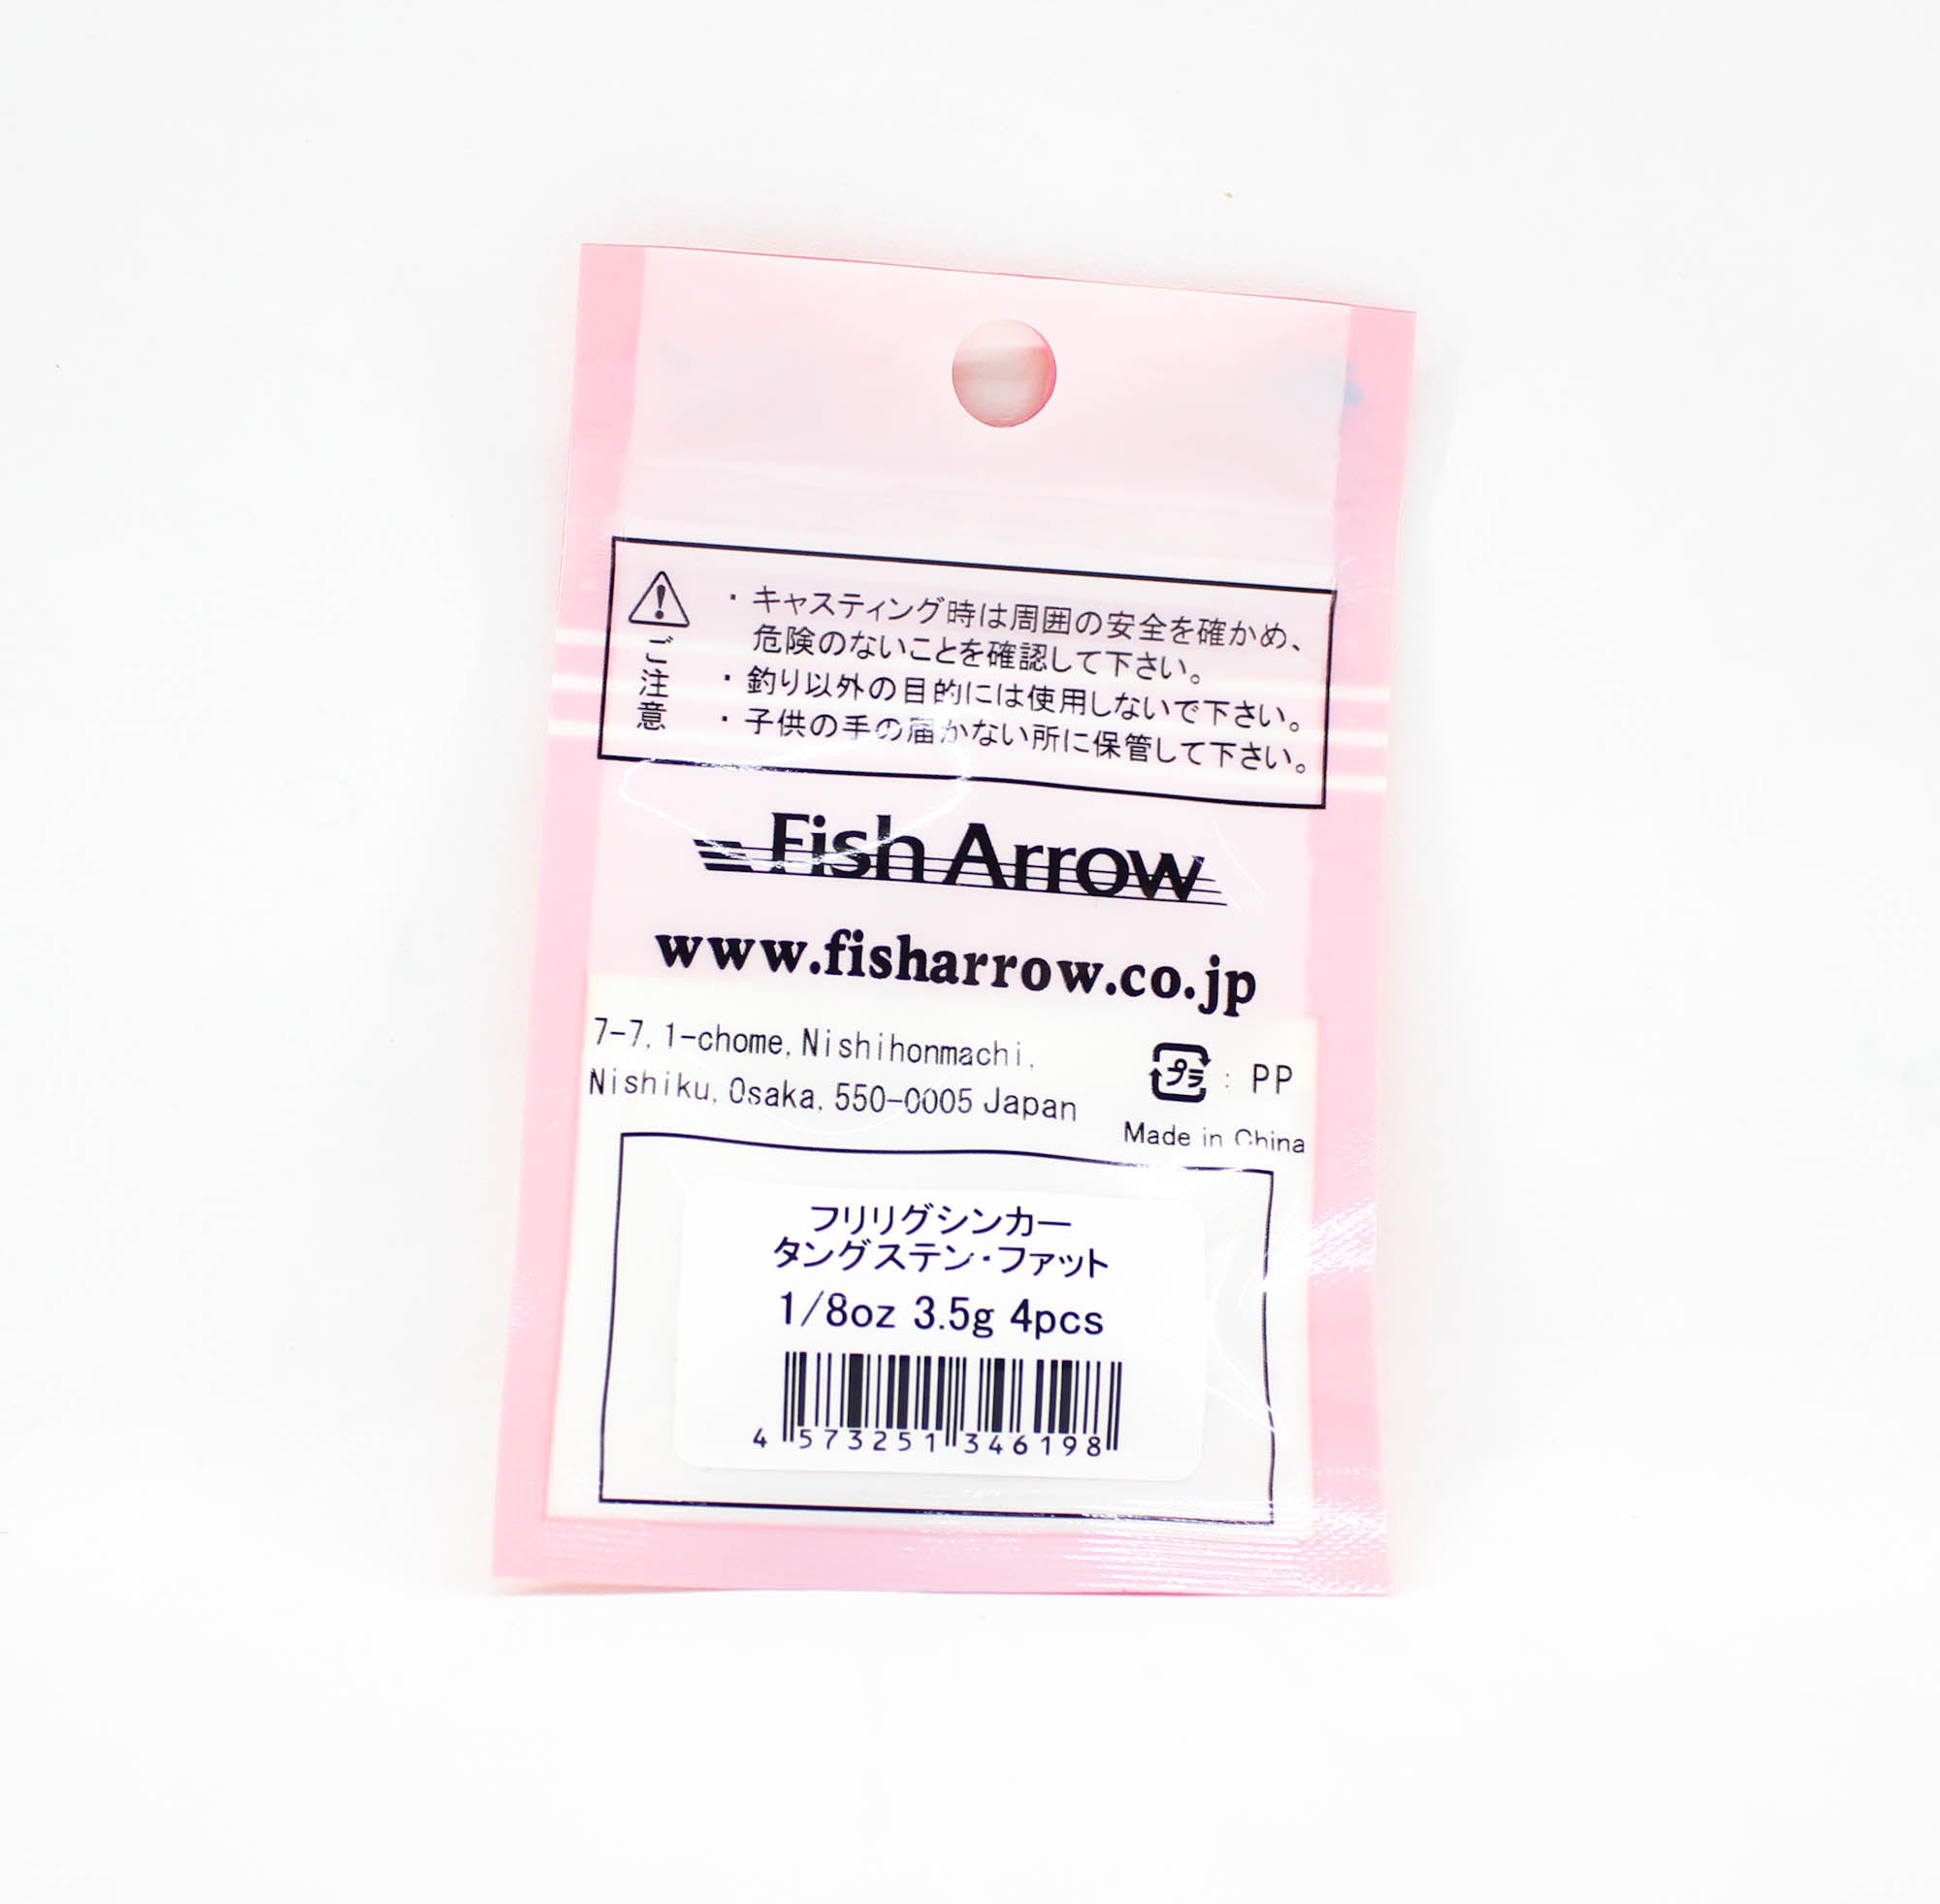 ご注意
・キャスティング時は周囲の安全を確かめ、
危険のないことを確認して下さい。
・釣り以外の目的には使用しないで下さい。
・子供の手の届かない所に保管して下さい。
Fish Arrow
www.fisharrow.co.jp
7-7, 1-chome, Nishihonmachi,
Nishiku, Osaka, 550-0005 Japan
プラ : PP
Made in China
フリリグシンカー
タングステン・ファット
1/8oz 3.5g 4pcs
4 573251 346198